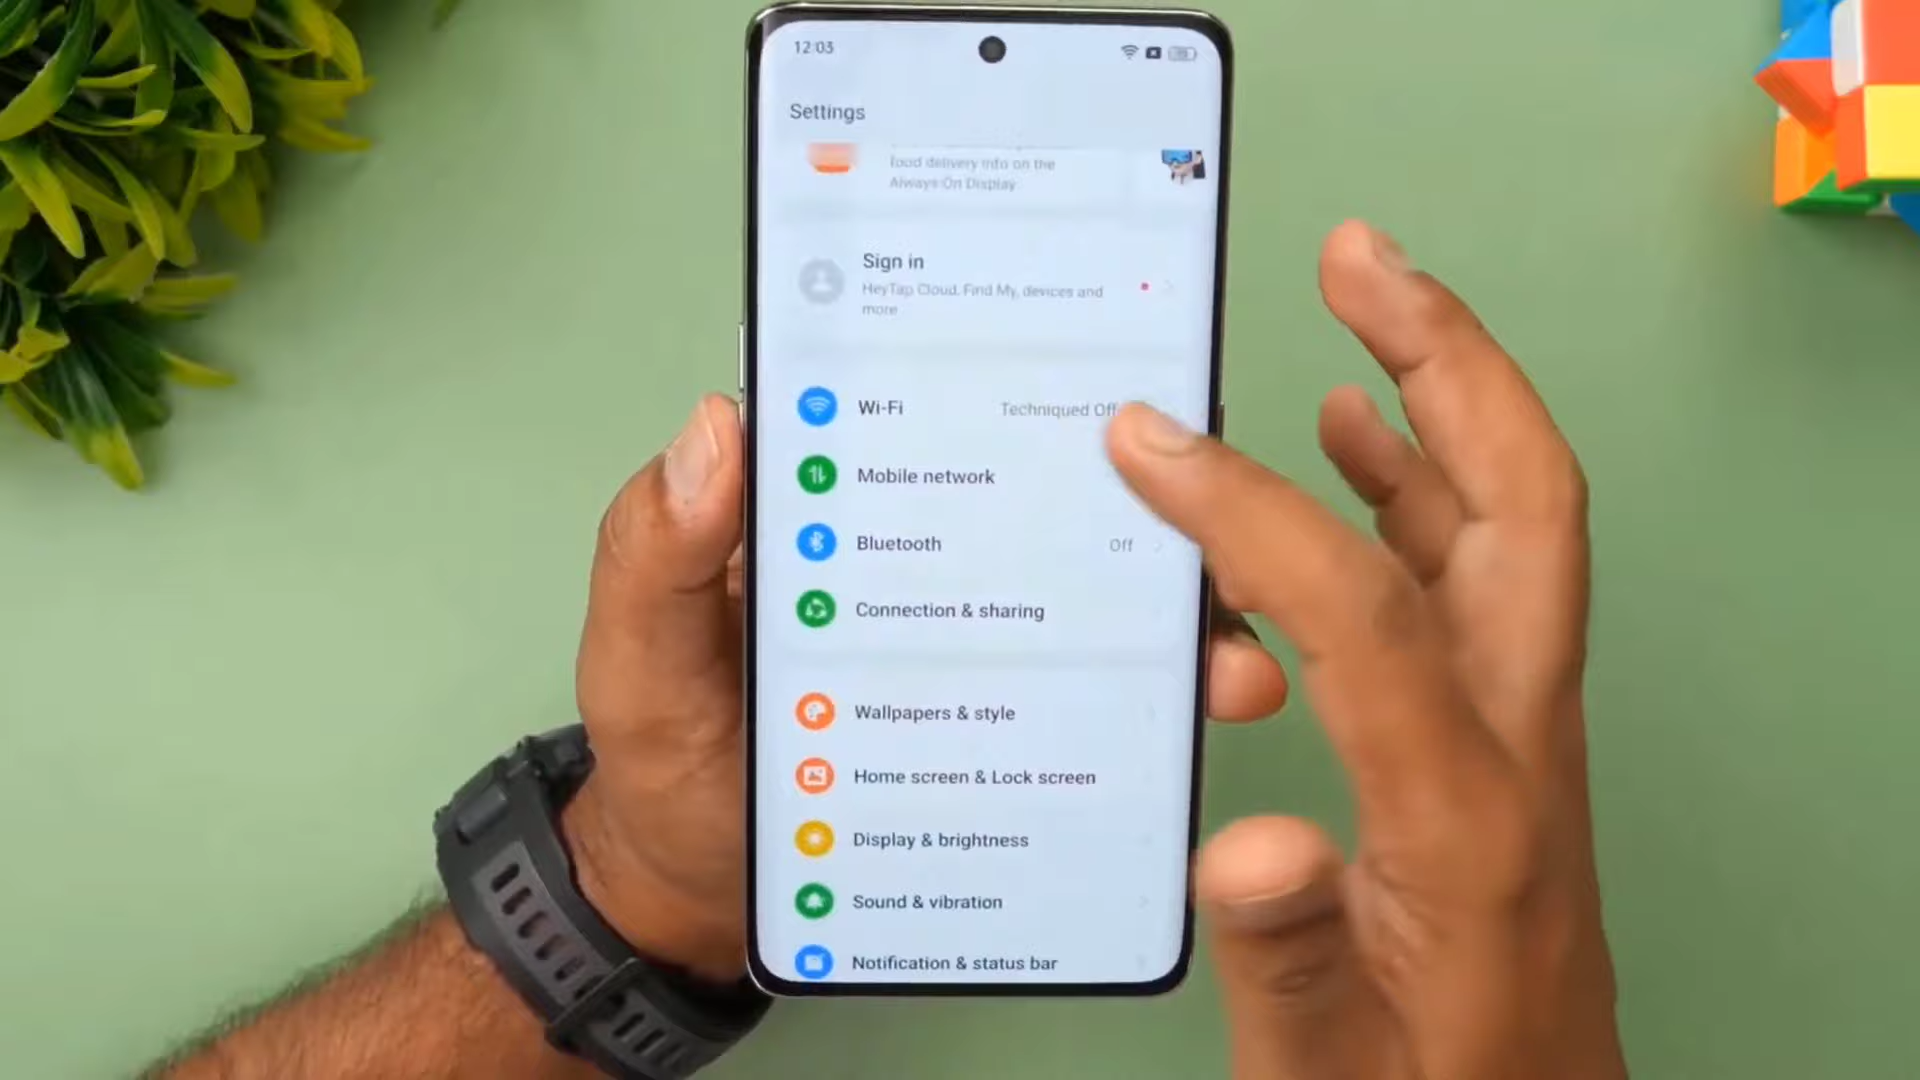 12:03
Settings
food delivery info on the
Always On Display
Sign in
HeyTap Cloud, Find My, devices and
more
Wi-Fi
Techniqued Off
Mobile network
Bluetooth
Off
Connection & sharing
Wallpapers & style
Home screen & Lock screen
Display & brightness
Sound & vibration
Notification & status bar